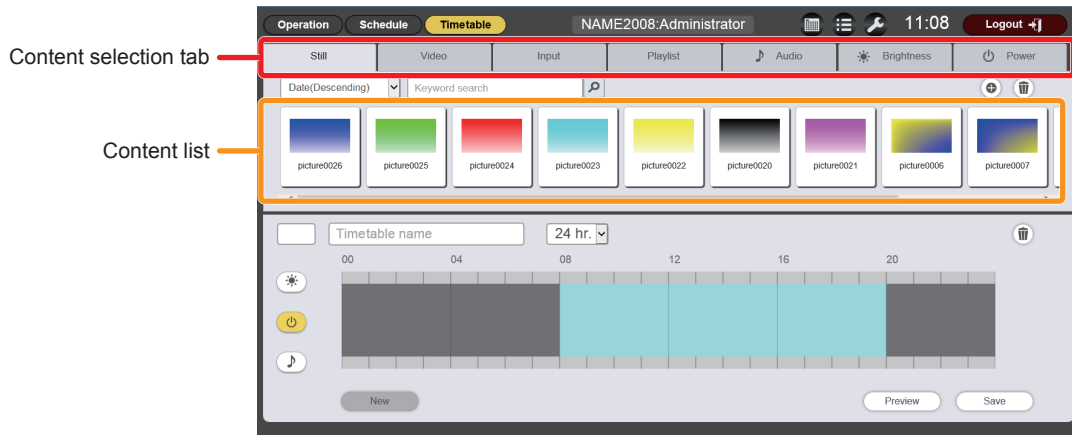 Operation Schedule Timetable NAME2008:Administrator 11:08 Logout
Content selection tab
Still Video Input Playlist Audio Brightness Power
Date(Descending) Keyword search
Content list
picture0026 picture0025 picture0024 picture0023 picture0022 picture0020 picture0021 picture0006 picture0007
Timetable name 24 hr.
00 04 08 12 16 20
New Preview Save